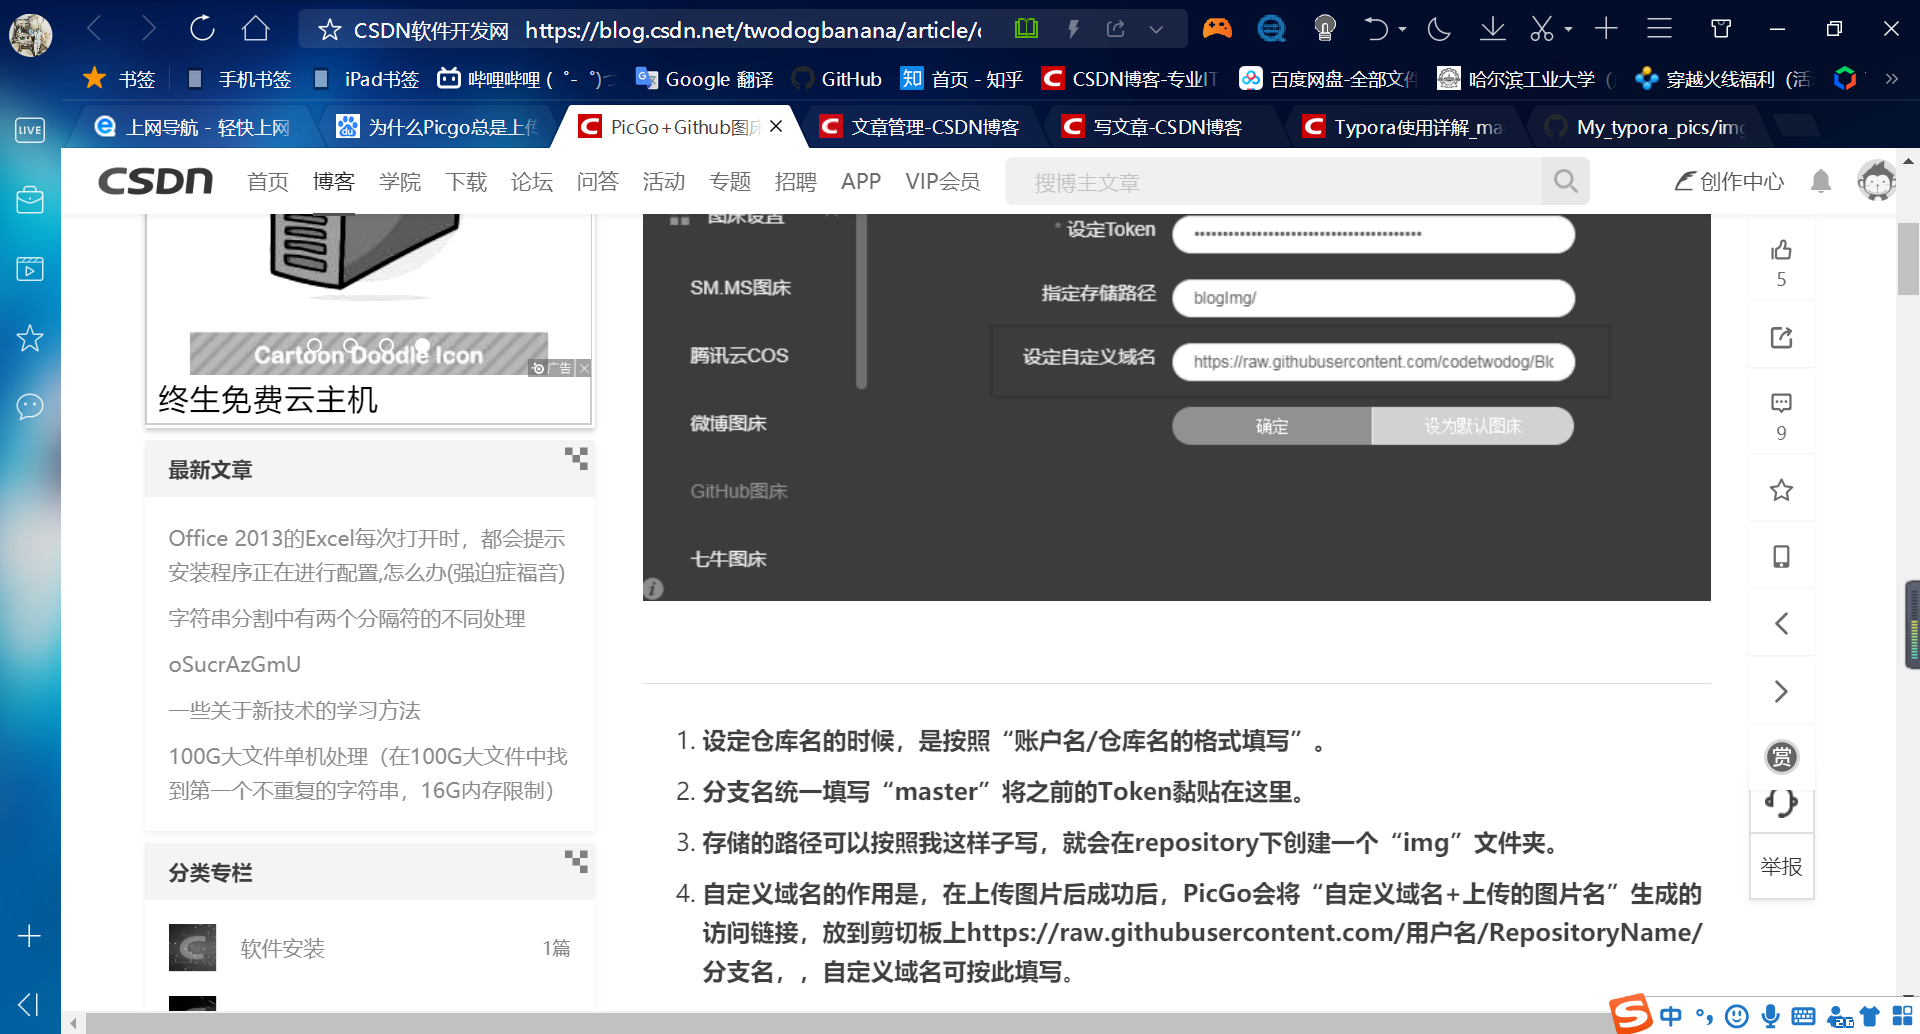 CSDN软件开发网 https://blog.csdn.net/twodogbanana/article/
书签 手机书签 iPad书签 哔哩哔哩 ( ゜- ゜)つ Google 翻译 GitHub 知 首页 - 知乎 CSDN博客-专业IT 百度网盘-全部文件 哈尔滨工业大学 穿越火线福利（活
LIVE 上网导航 - 轻快上网 为什么Picgo总是上传 PicGo+Github图床 文章管理-CSDN博客 写文章-CSDN博客 Typora使用详解_ma My_typora_pics/img
CSDN 首页 博客 学院 下载 论坛 问答 活动 专题 招聘 APP VIP会员 搜博主文章 创作中心
Cartoon Doodle Icon
广告
终生免费云主机
最新文章
Office 2013的Excel每次打开时，都会提示
安装程序正在进行配置,怎么办(强迫症福音)
字符串分割中有两个分隔符的不同处理
oSucrAzGmU
一些关于新技术的学习方法
100G大文件单机处理（在100G大文件中找
到第一个不重复的字符串，16G内存限制）
分类专栏
软件安装 1篇
图床设置
SM.MS图床
腾讯云COS
微博图床
GitHub图床
七牛图床
* 设定Token
指定存储路径 blogImg/
设定自定义域名 https://raw.githubusercontent.com/codetwodog/Blo
确定 设为默认图床
1. 设定仓库名的时候，是按照“账户名/仓库名的格式填写”。
2. 分支名统一填写“master”将之前的Token黏贴在这里。
3. 存储的路径可以按照我这样子写，就会在repository下创建一个“img”文件夹。
4. 自定义域名的作用是，在上传图片后成功后，PicGo会将“自定义域名+上传的图片名”生成的
访问链接，放到剪切板上https://raw.githubusercontent.com/用户名/RepositoryName/
分支名，，自定义域名可按此填写。
5
9
赏
举报
中